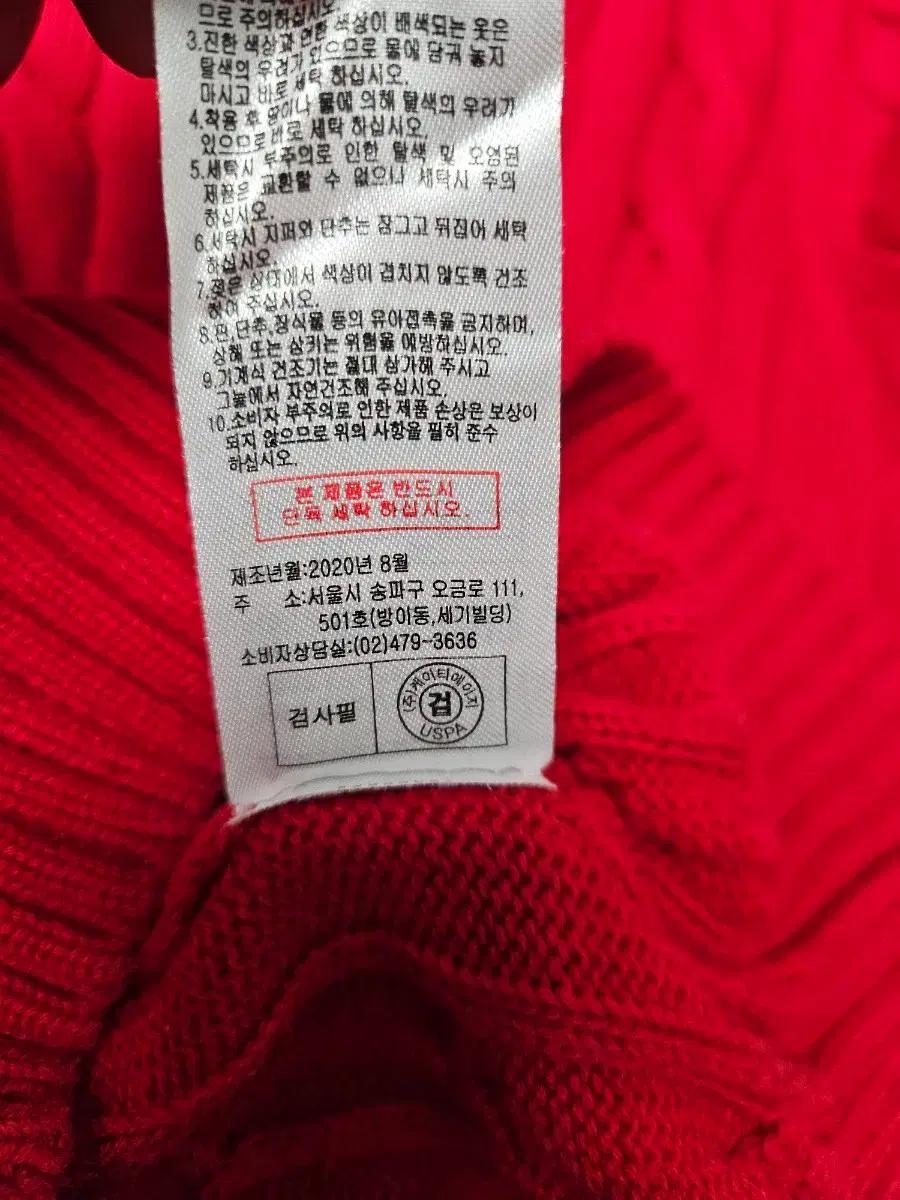 므로 주의하십시오.
3.진한 색상과 연한 색상이 배색되는 옷은
탈색의 우려가 있으므로 물에 담궈 놓지
마시고 바로 세탁 하십시오.
4.착용 후 땀이나 물에 의해 탈색의 우려가
있으므로 바로 세탁 하십시오.
5.세탁시 부주의로 인한 탈색 및 오염된
제품은 교환할 수 없으니 세탁시 주의
하십시오.
6.세탁시 지퍼와 단추는 잠그고 뒤집어 세탁
하십시오.
7.젖은 상태에서 색상이 겹치지 않도록 건조
하여 주십시오.
8.핀,단추,장식물 등의 유아접촉을 금지하며,
상해 또는 삼키는 위험을 예방하십시오.
9.기계식 건조기는 절대 삼가해 주시고
그늘에서 자연건조해 주십시오.
10.소비자 부주의로 인한 제품 손상은 보상이
되지 않으므로 위의 사항을 필히 준수
하십시오.
본 제품은 반드시
단독 세탁 하십시오.
제조년월:2020년 8월
주 소:서울시 송파구 오금로 111,
501호(방이동,세기빌딩)
소비자상담실:(02)479-3636
검사필
(주)케이티에이지
검
USPA